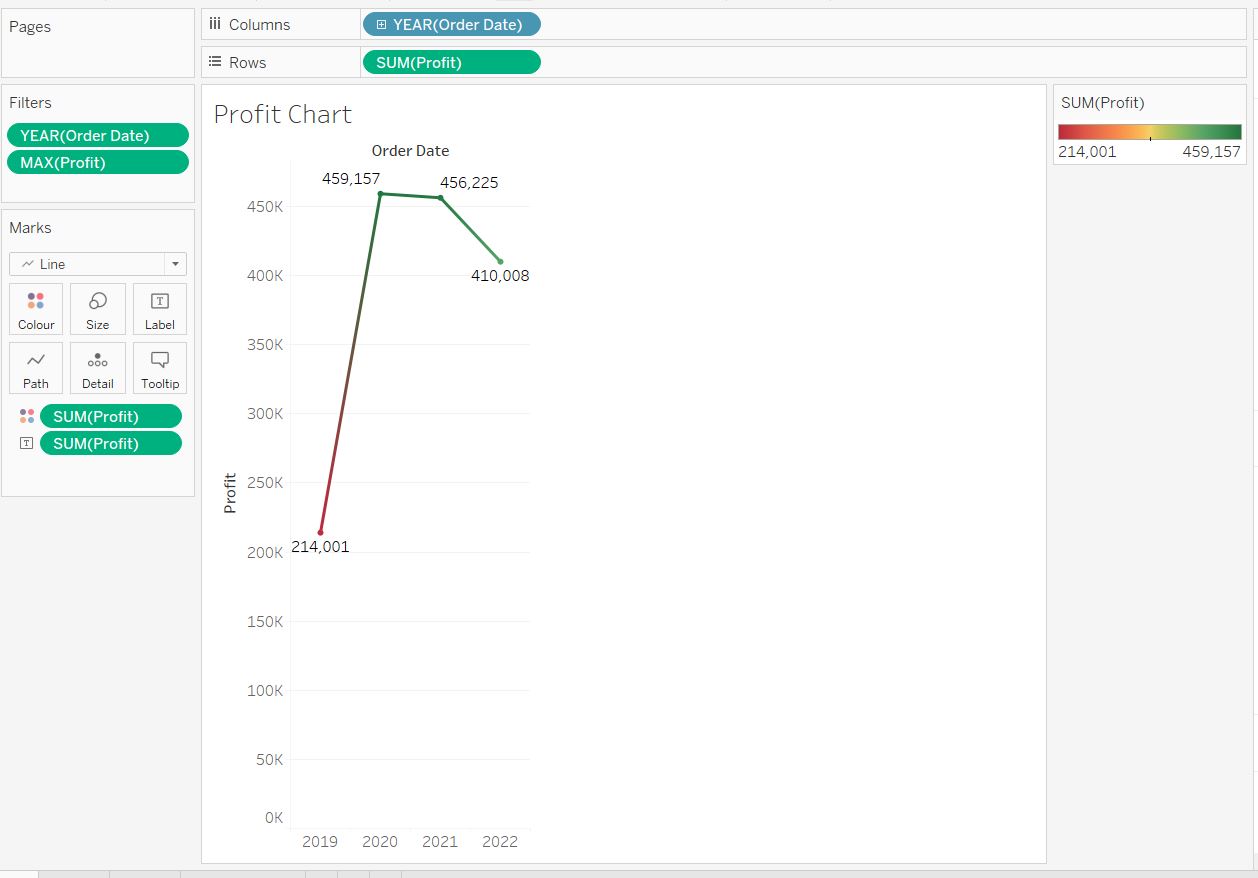 Pages
Columns
YEAR(Order Date)
Rows
SUM(Profit)
Filters
YEAR(Order Date)
MAX(Profit)
Marks
Line
Colour Size Label
T
Path Detail Tooltip
SUM(Profit)
T SUM(Profit)
Profit Chart
Order Date
459,157
456,225
450K
400K
410,008
350K
300K
250K
Profit
214,001
200K
150K
100K
50K
0K
2019 2020 2021 2022
SUM(Profit)
214,001 459,157